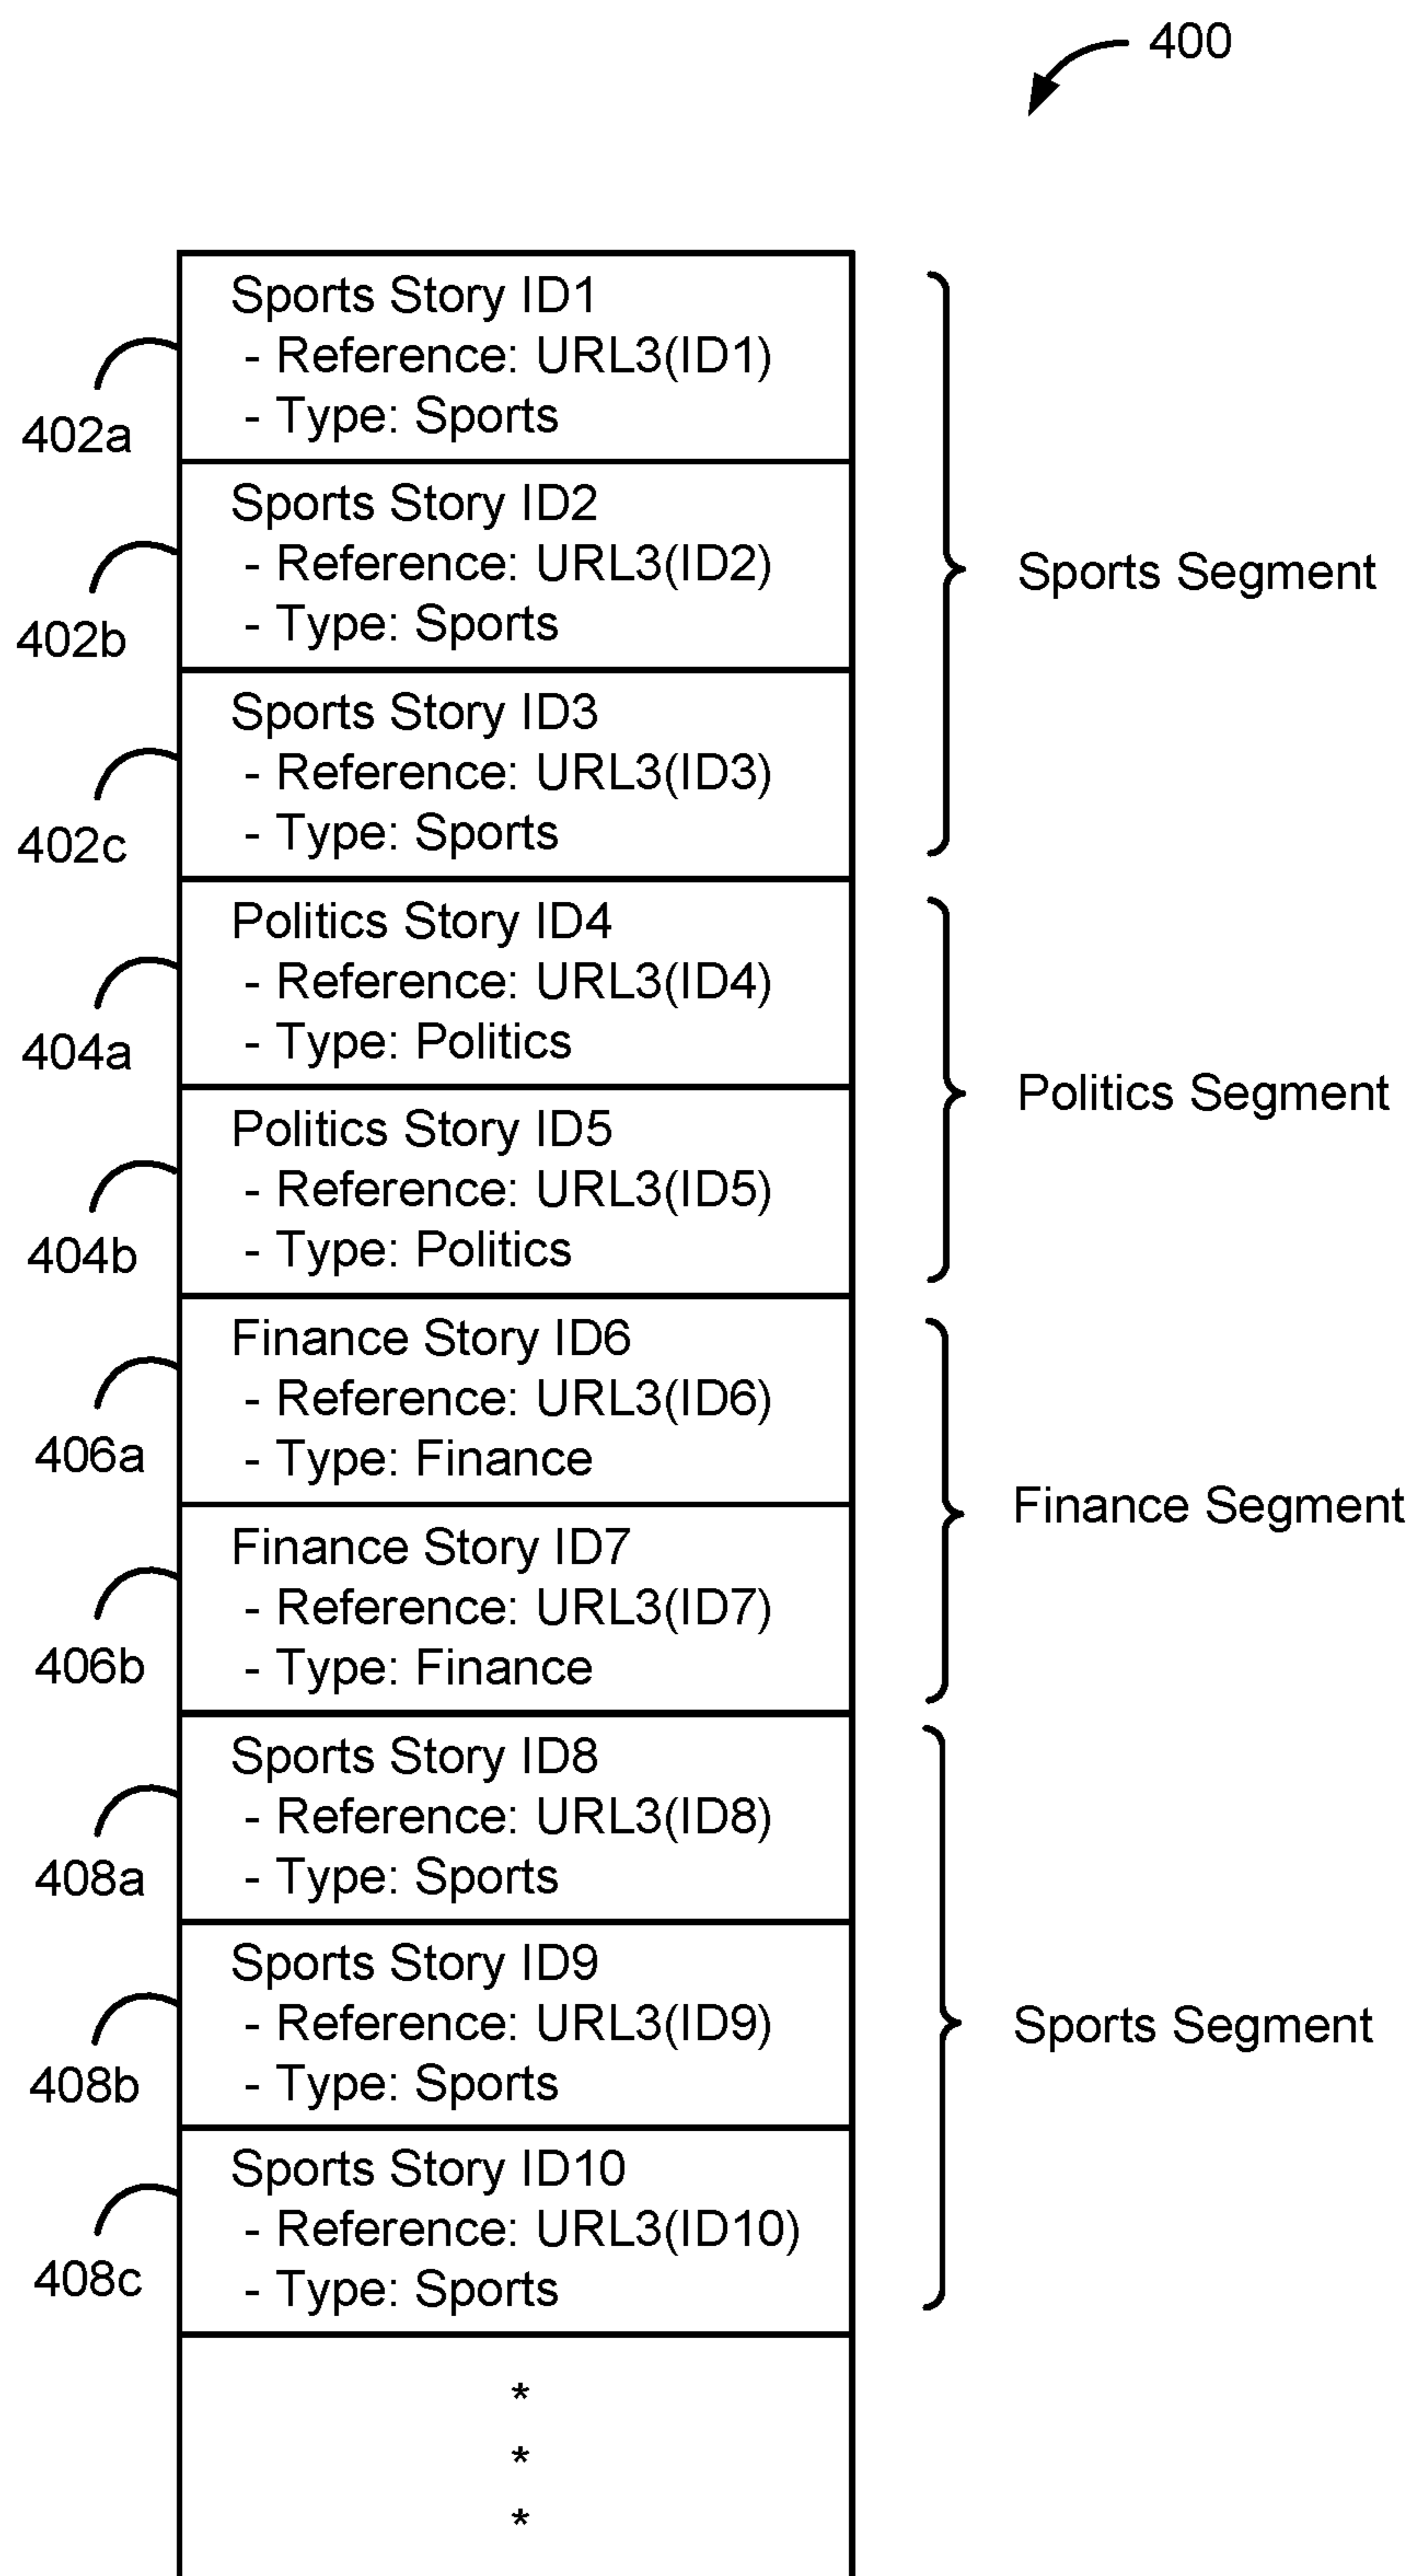 400
Sports Story ID1
- Reference: URL3(ID1)
- Type: Sports
402a
Sports Story ID2
- Reference: URL3(ID2)
- Type: Sports
402b
Sports Segment
Sports Story ID3
- Reference: URL3(ID3)
- Type: Sports
402c
Politics Story ID4
- Reference: URL3(ID4)
- Type: Politics
404a
Politics Segment
Politics Story ID5
- Reference: URL3(ID5)
- Type: Politics
404b
Finance Story ID6
- Reference: URL3(ID6)
- Type: Finance
406a
Finance Segment
Finance Story ID7
- Reference: URL3(ID7)
- Type: Finance
406b
Sports Story ID8
- Reference: URL3(ID8)
- Type: Sports
408a
Sports Story ID9
- Reference: URL3(ID9)
- Type: Sports
408b
Sports Segment
Sports Story ID10
- Reference: URL3(ID10)
- Type: Sports
408c
*
*
*